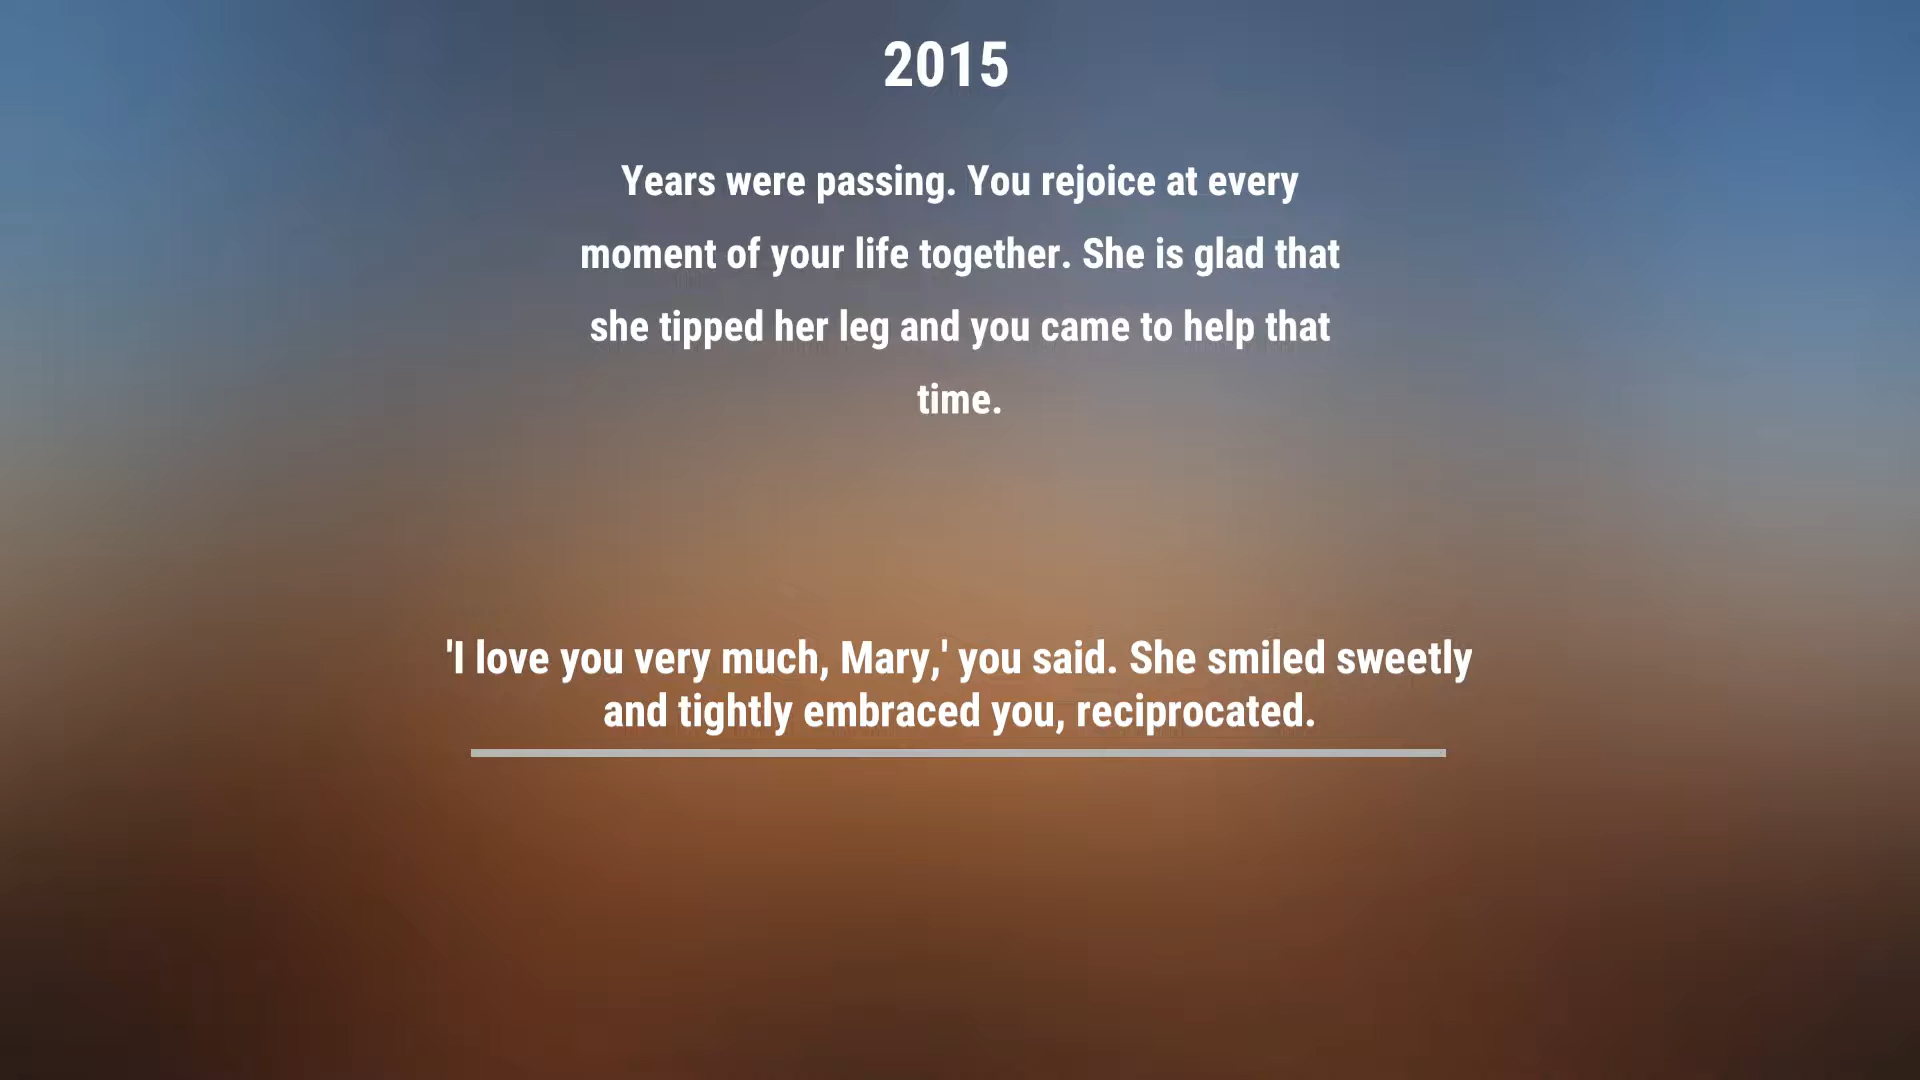 2015
Years were passing. You rejoice at every
moment of your life together. She is glad that
she tipped her leg and you came to help that
time.
'I love you very much, Mary,' you said. She smiled sweetly
and tightly embraced you, reciprocated.